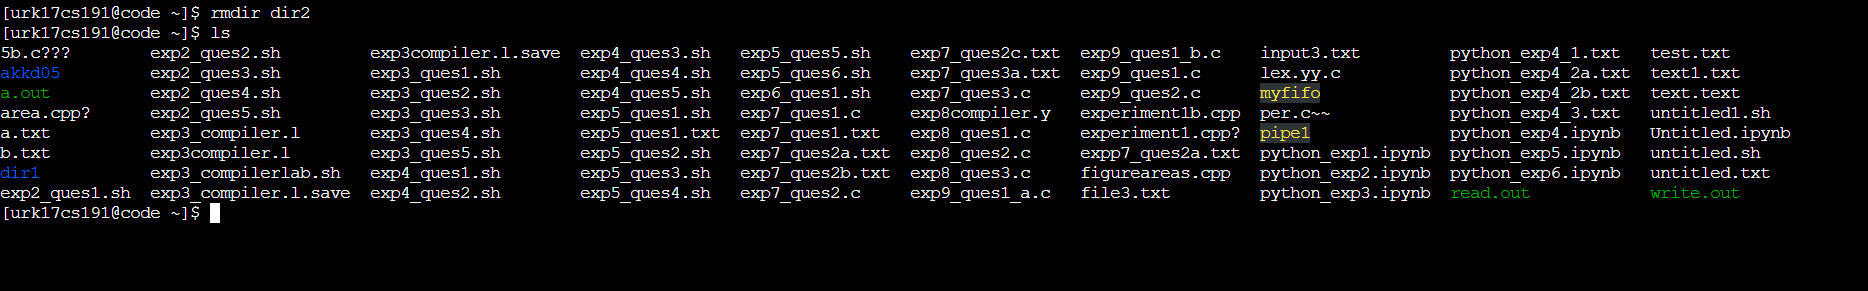 [urk17cs191@code ~]$ rmdir dir2
[urk17cs191@code ~]$ ls
5b.c??? exp2_ques2.sh exp3compiler.l.save exp4_ques3.sh exp5_ques5.sh exp7_ques2c.txt exp9_ques1_b.c input3.txt python_exp4_1.txt test.txt
akkd05 exp2_ques3.sh exp3_ques1.sh exp4_ques4.sh exp5_ques6.sh exp7_ques3a.txt exp9_ques1.c lex.yy.c python_exp4_2a.txt text1.txt
a.out exp2_ques4.sh exp3_ques2.sh exp4_ques5.sh exp6_ques1.sh exp7_ques3.c exp9_ques2.c myfifo python_exp4_2b.txt text.text
area.cpp? exp2_ques5.sh exp3_ques3.sh exp5_ques1.sh exp7_ques1.c exp8compiler.y experiment1b.cpp per.c~~ python_exp4_3.txt untitled1.sh
a.txt exp3_compiler.l exp3_ques4.sh exp5_ques1.txt exp7_ques1.txt exp8_ques1.c experiment1.cpp? pipe1 python_exp4.ipynb Untitled.ipynb
b.txt exp3compiler.l exp3_ques5.sh exp5_ques2.sh exp7_ques2a.txt exp8_ques2.c expp7_ques2a.txt python_exp1.ipynb python_exp5.ipynb untitled.sh
dir1 exp3_compilerlab.sh exp4_ques1.sh exp5_ques3.sh exp7_ques2b.txt exp8_ques3.c figureareas.cpp python_exp2.ipynb python_exp6.ipynb untitled.txt
exp2_ques1.sh exp3_compiler.l.save exp4_ques2.sh exp5_ques4.sh exp7_ques2.c exp9_ques1_a.c file3.txt python_exp3.ipynb read.out write.out
[urk17cs191@code ~]$